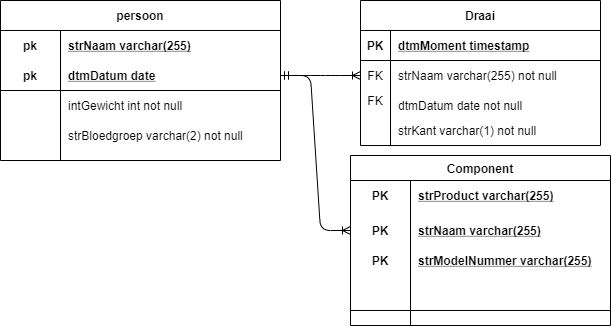 persoon
pk strNaam varchar(255)
pk dtmDatum date
intGewicht int not null
strBloedgroep varchar(2) not null
Draai
PK dtmMoment timestamp
FK strNaam varchar(255) not null
FK dtmDatum date not null
strKant varchar(1) not null
Component
PK strProduct varchar(255)
PK strNaam varchar(255)
PK strModelNummer varchar(255)